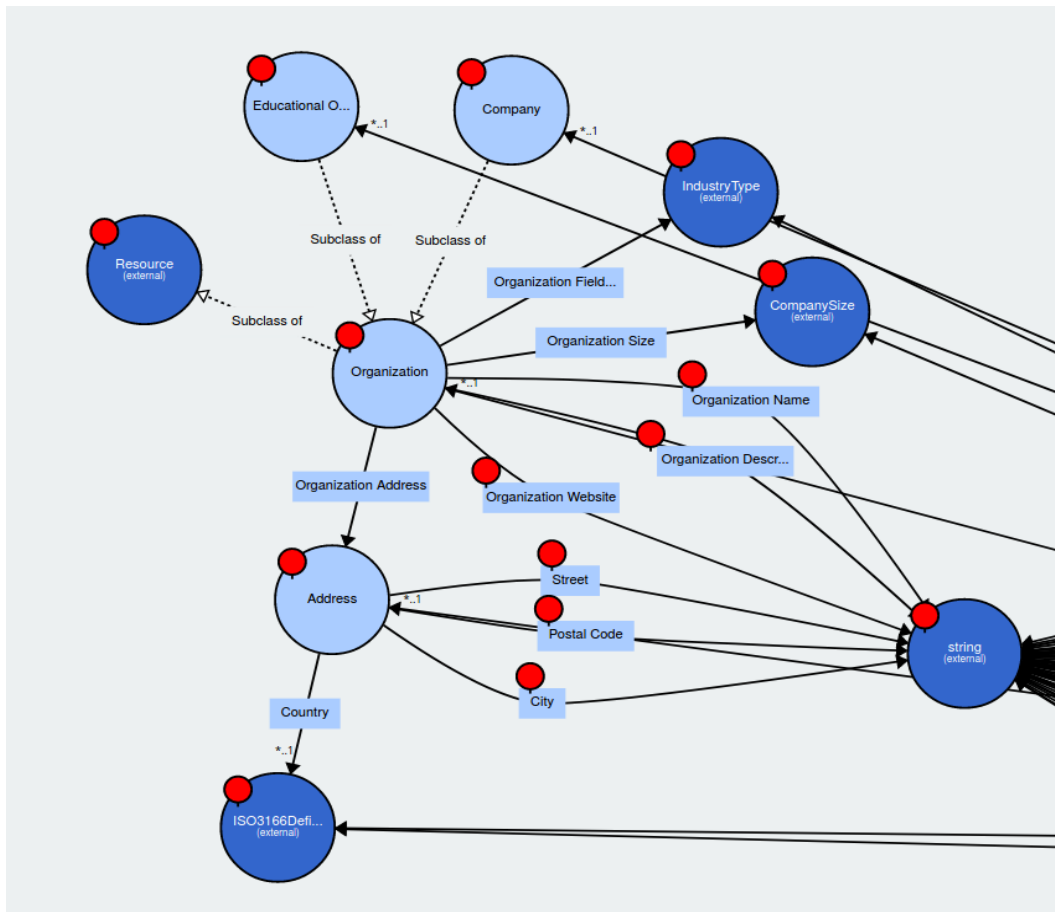 Educational O...
Company
*..1
*..1
IndustryType
(external)
Subclass of
Subclass of
Resource
(external)
Organization Field...
CompanySize
(external)
Subclass of
Organization Size
Organization
*..1
Organization Name
Organization Descr...
Organization Address
Organization Website
Street
Address
*..1
Postal Code
string
(external)
City
Country
*..1
ISO3166Defi...
(external)